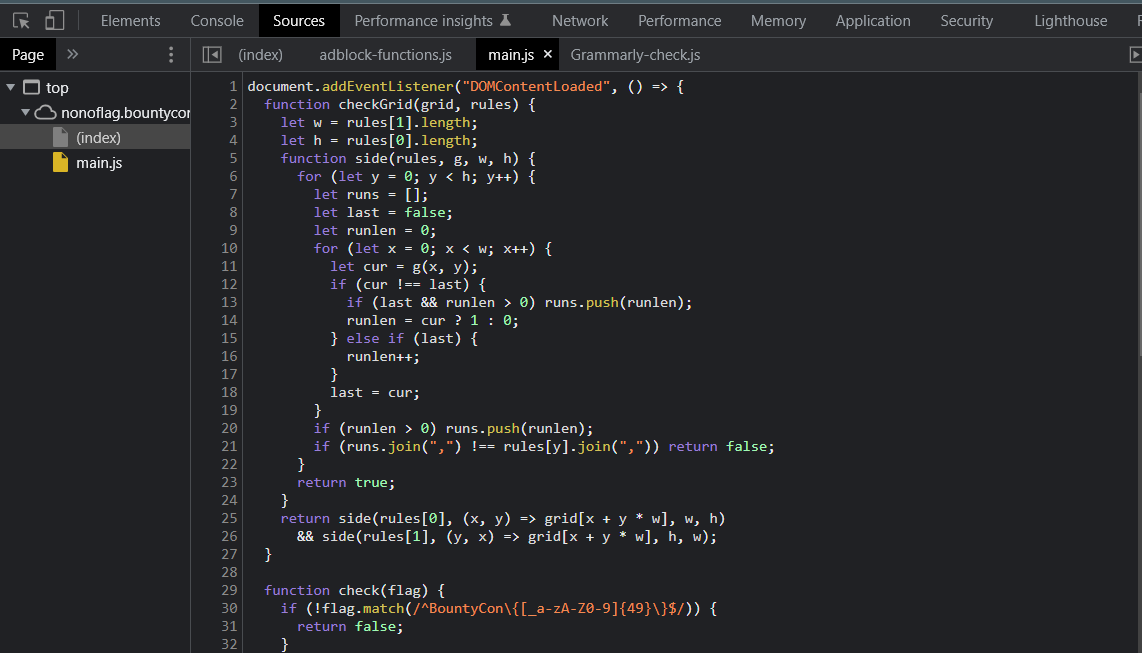 Elements Console Sources Performance insights Network Performance Memory Application Security Lighthouse
Page » (index) adblock-functions.js main.js × Grammarly-check.js
top
nonoflag.bountycor
(index)
main.js
1 document.addEventListener("DOMContentLoaded", () => {
2   function checkGrid(grid, rules) {
3     let w = rules[1].length;
4     let h = rules[0].length;
5     function side(rules, g, w, h) {
6       for (let y = 0; y < h; y++) {
7         let runs = [];
8         let last = false;
9         let runlen = 0;
10         for (let x = 0; x < w; x++) {
11           let cur = g(x, y);
12           if (cur !== last) {
13             if (last && runlen > 0) runs.push(runlen);
14             runlen = cur ? 1 : 0;
15           } else if (last) {
16             runlen++;
17           }
18           last = cur;
19         }
20         if (runlen > 0) runs.push(runlen);
21         if (runs.join(",") !== rules[y].join(",")) return false;
22       }
23       return true;
24     }
25     return side(rules[0], (x, y) => grid[x + y * w], w, h)
26       && side(rules[1], (y, x) => grid[x + y * w], h, w);
27   }
28
29   function check(flag) {
30     if (!flag.match(/^BountyCon\{[_a-zA-Z0-9]{49}\}$/)) {
31       return false;
32     }